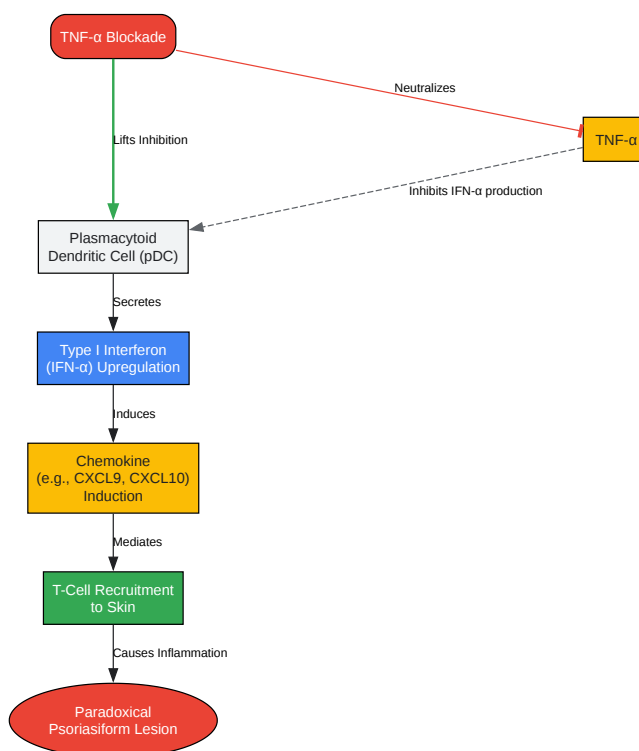 TNF-α Blockade
Neutralizes
TNF-α
Lifts Inhibition
Inhibits IFN-α production
Plasmacytoid
Dendritic Cell (pDC)
Secretes
Type I Interferon
(IFN-α) Upregulation
Induces
Chemokine
(e.g., CXCL9, CXCL10)
Induction
Mediates
T-Cell Recruitment
to Skin
Causes Inflammation
Paradoxical
Psoriasiform Lesion